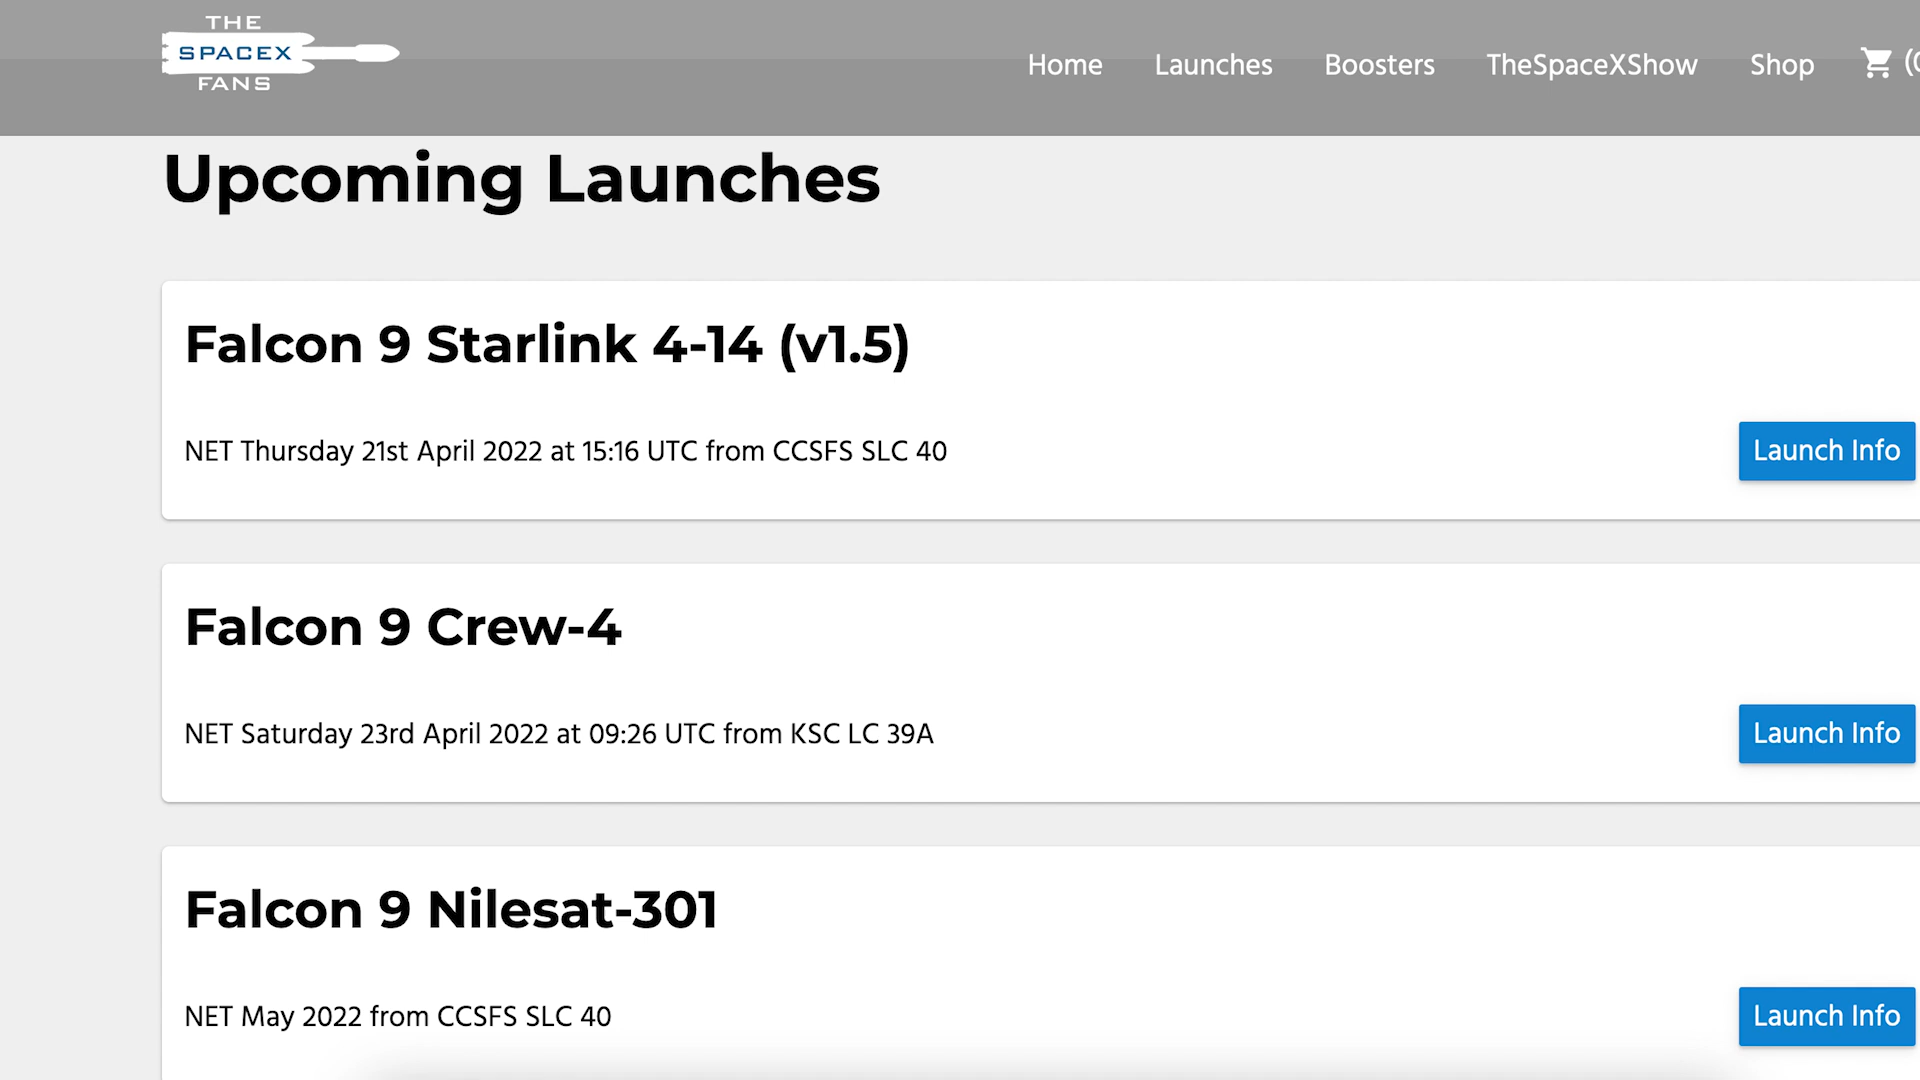 THE
SPACEX
FANS
Home Launches Boosters TheSpaceXShow Shop
Upcoming Launches
Falcon 9 Starlink 4-14 (v1.5)
NET Thursday 21st April 2022 at 15:16 UTC from CCSFS SLC 40 Launch Info
Falcon 9 Crew-4
NET Saturday 23rd April 2022 at 09:26 UTC from KSC LC 39A Launch Info
Falcon 9 Nilesat-301
NET May 2022 from CCSFS SLC 40 Launch Info